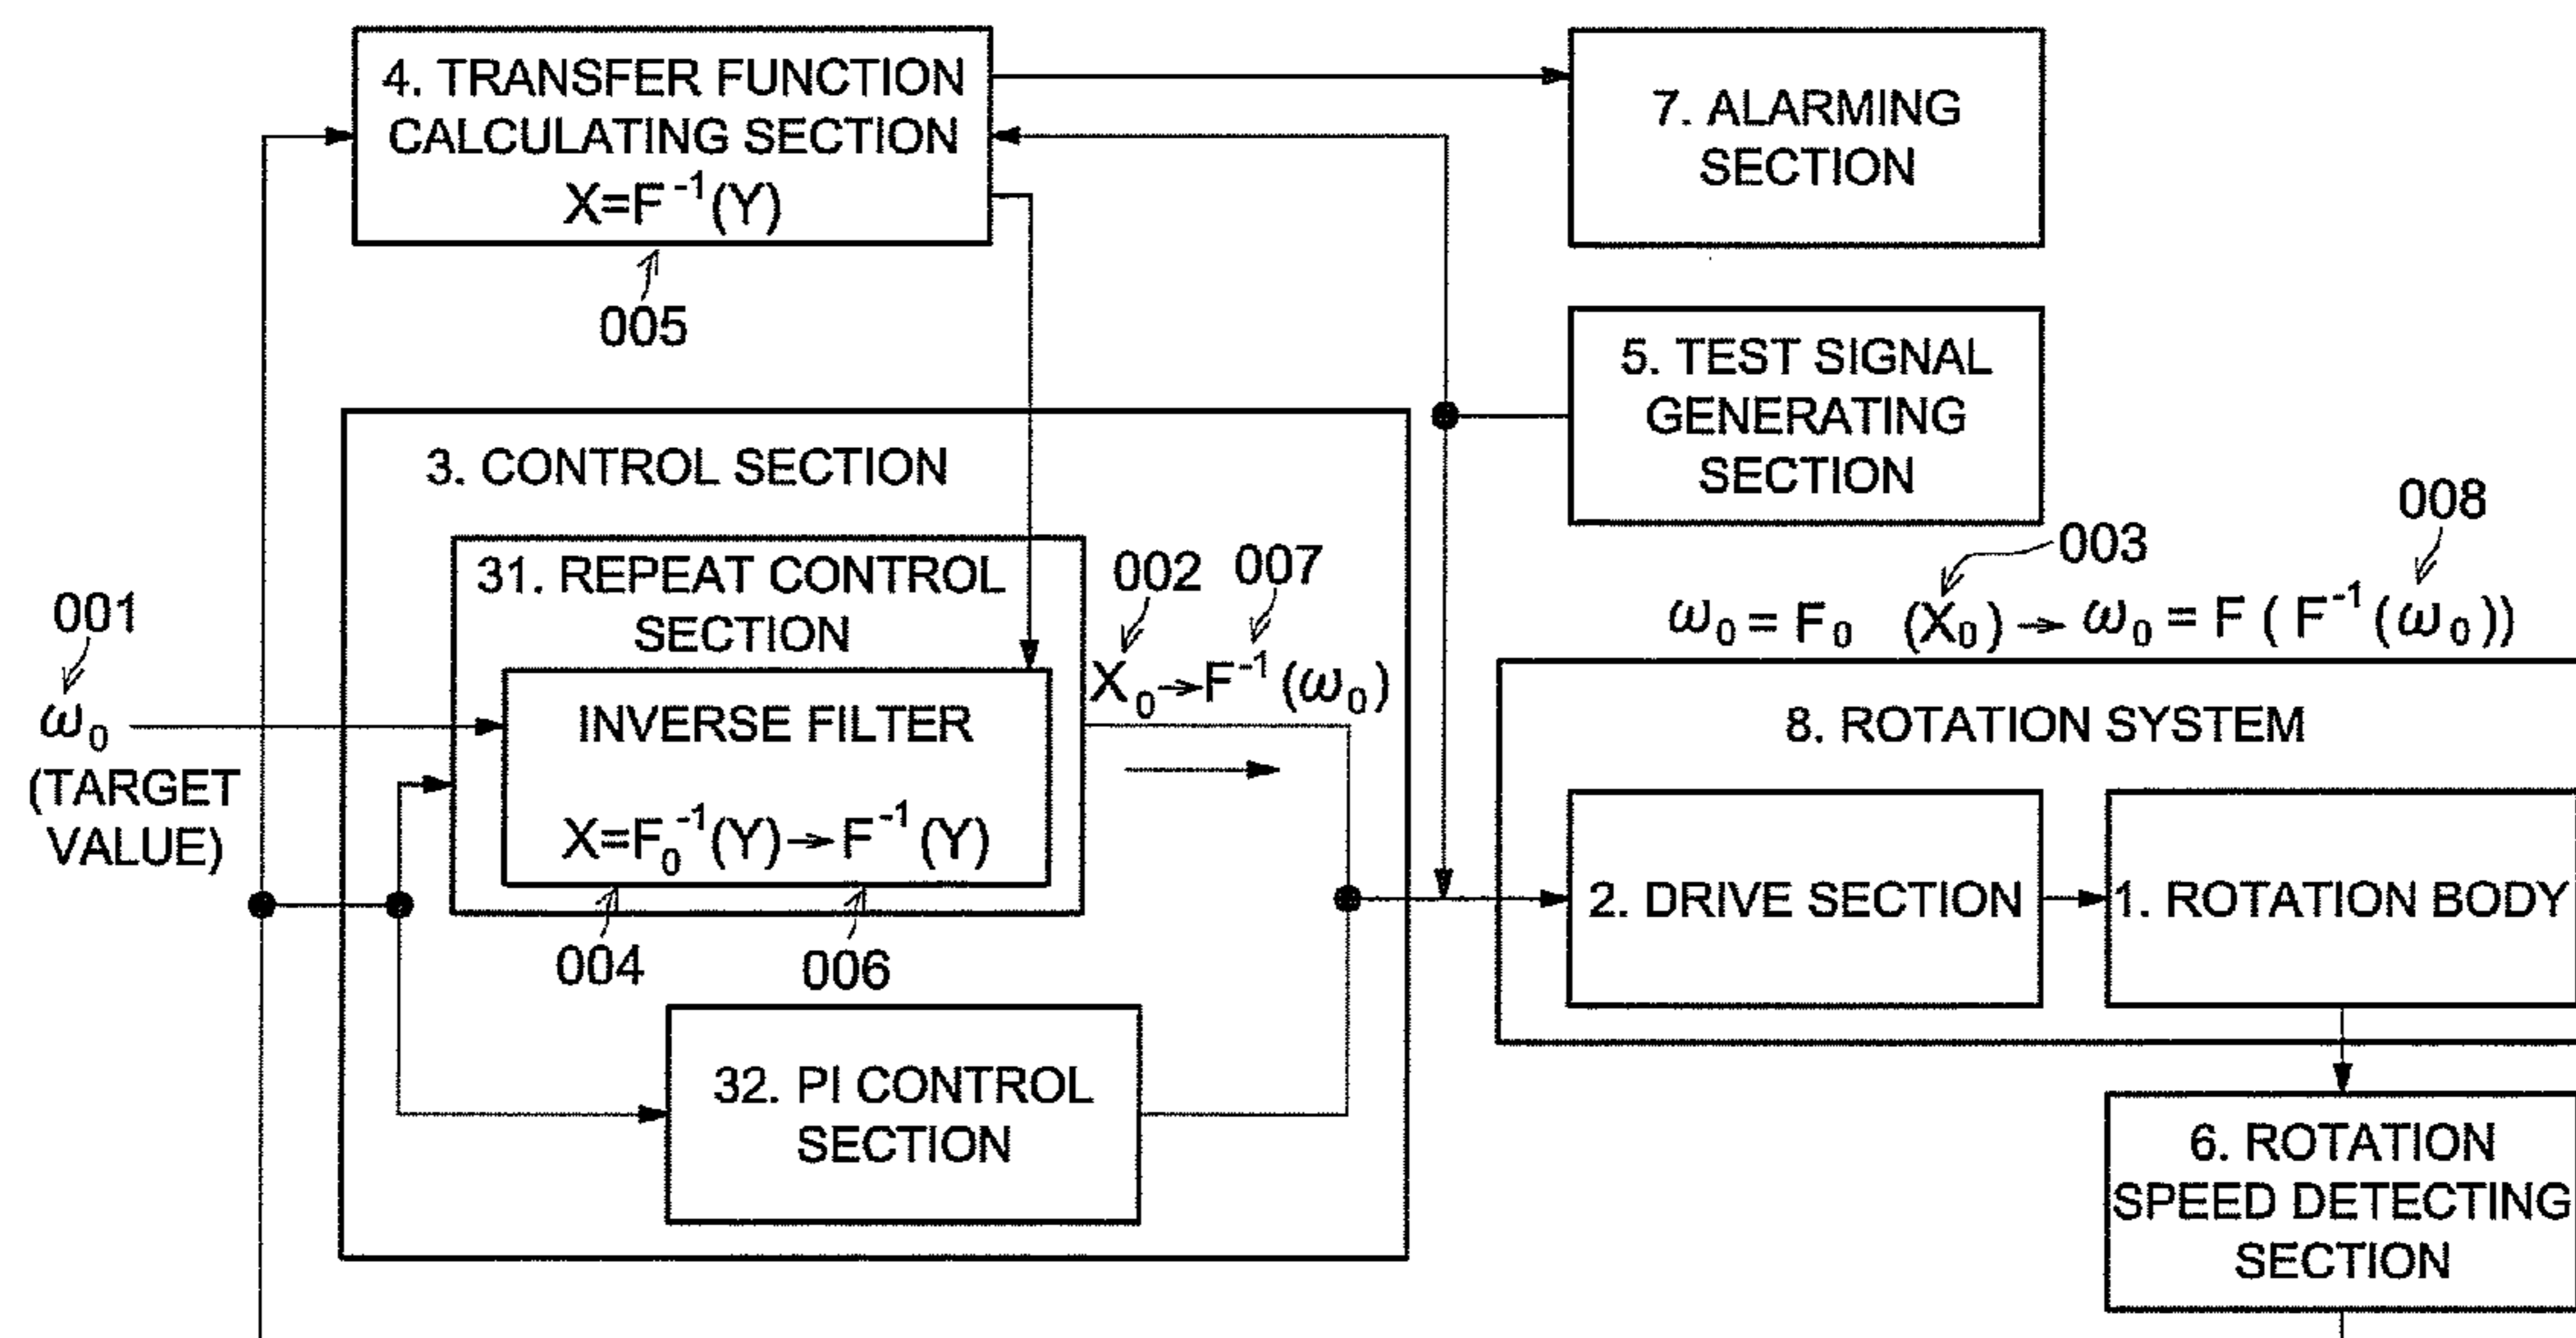 4. TRANSFER FUNCTION
CALCULATING SECTION
X=F⁻¹(Y)
005
7. ALARMING
SECTION
5. TEST SIGNAL
GENERATING
SECTION
3. CONTROL SECTION
31. REPEAT CONTROL
SECTION
INVERSE FILTER
X=F₀⁻¹(Y)→F⁻¹(Y)
004
006
001
ω₀
(TARGET
VALUE)
002
007
X₀→F⁻¹(ω₀)
32. PI CONTROL
SECTION
003
008
ω₀ = F₀ (X₀) → ω₀ = F ( F⁻¹(ω₀))
8. ROTATION SYSTEM
2. DRIVE SECTION
1. ROTATION BODY
6. ROTATION
SPEED DETECTING
SECTION